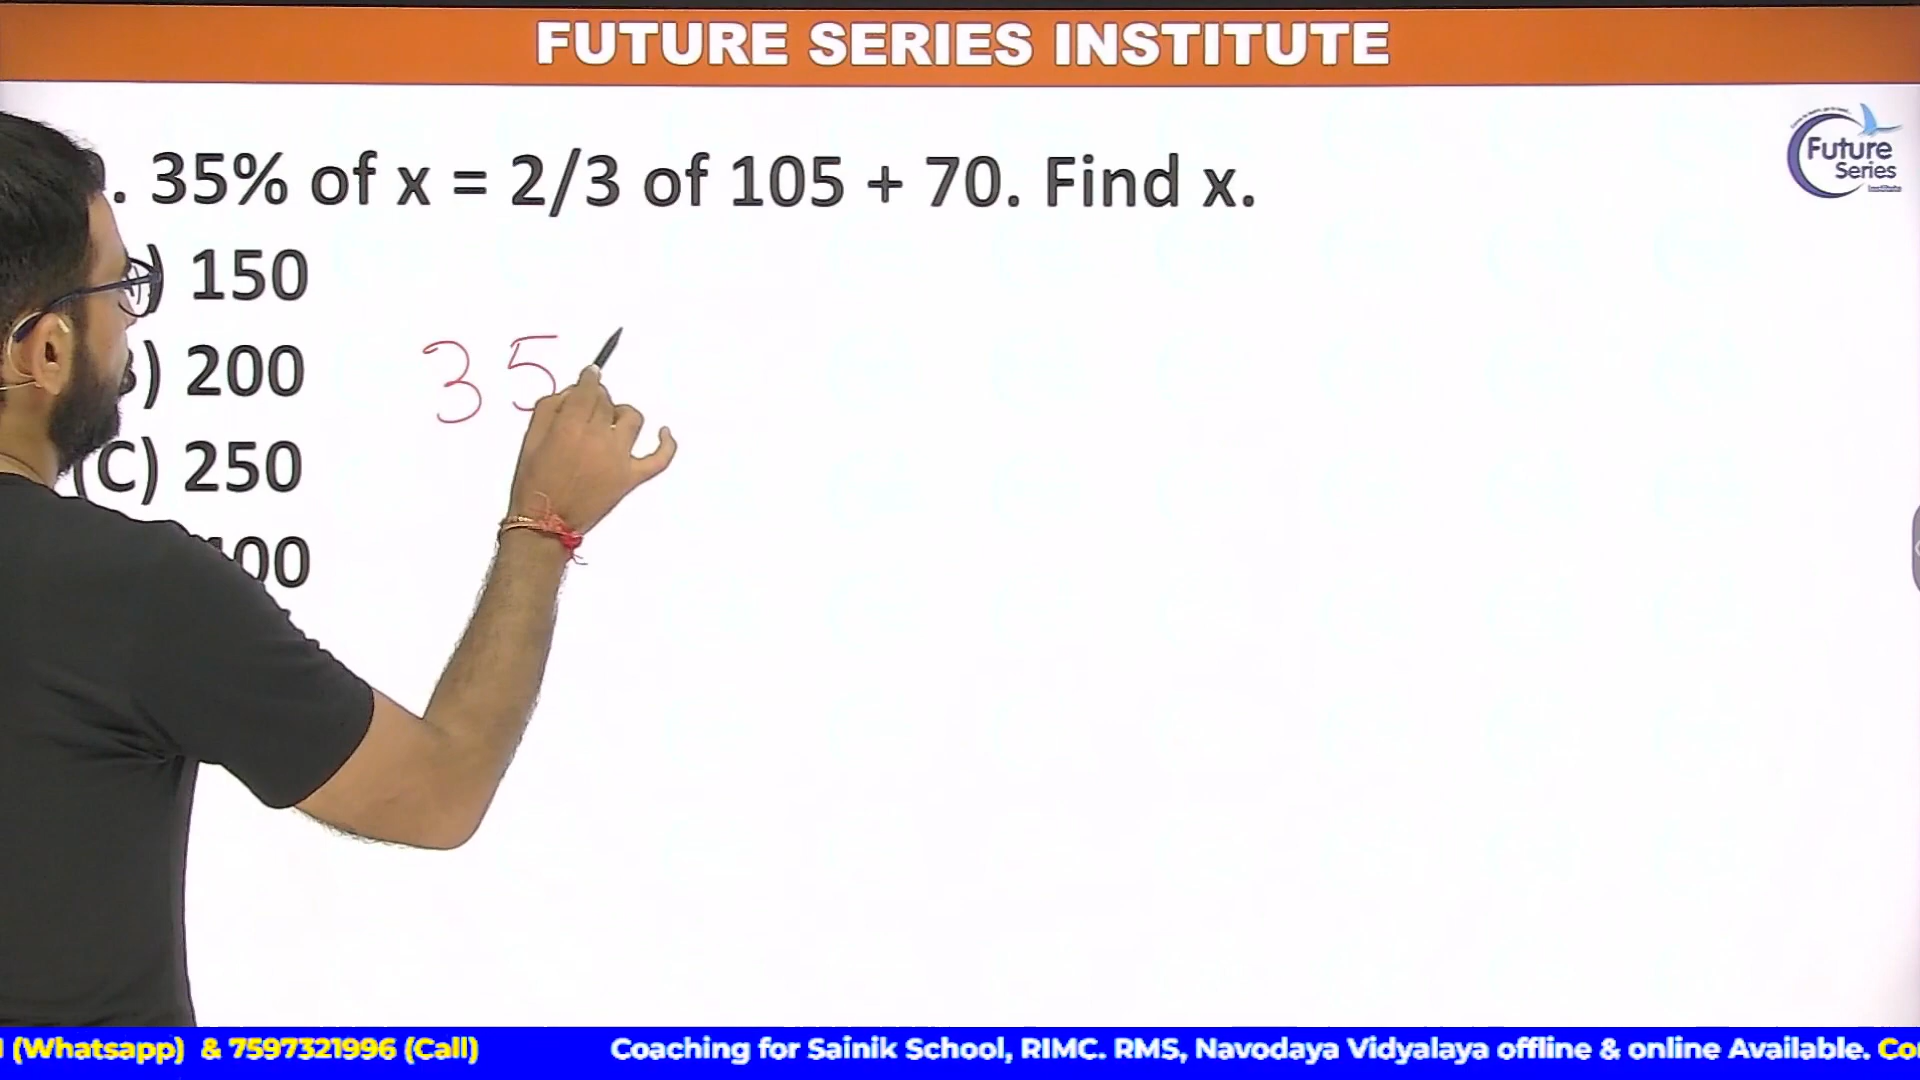 FUTURE SERIES INSTITUTE
Future
Series
Institute
. 35% of x = 2/3 of 105 + 70. Find x.
) 150
) 200
(C) 250
00
35
(Whatsapp) & 7597321996 (Call) Coaching for Sainik School, RIMC. RMS, Navodaya Vidyalaya offline & online Available.